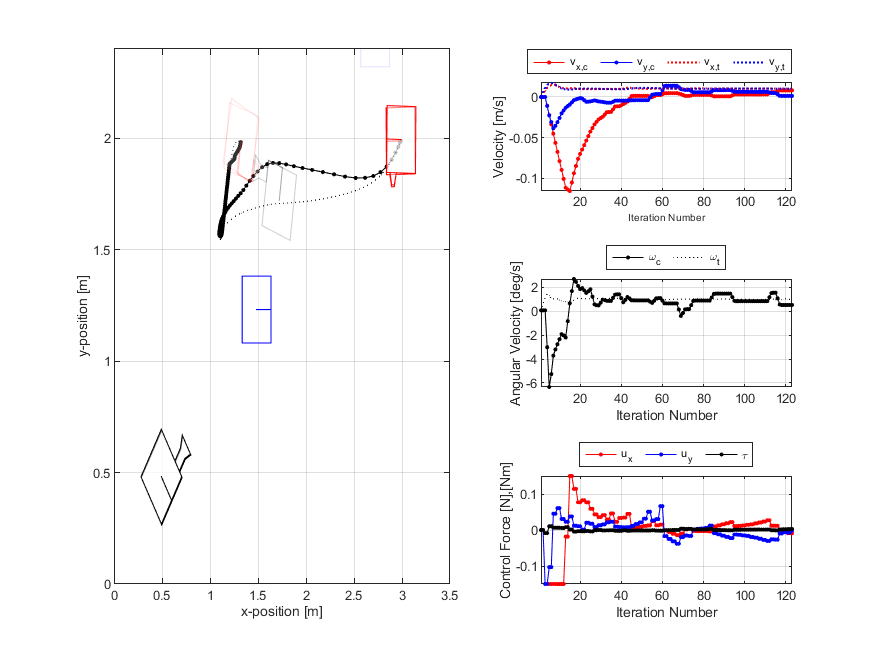 2
1.5
1
0.5
0
0 0.5 1 1.5 2 2.5 3 3.5
x-position [m]
y-position [m]
v_x,c v_y,c v_x,t v_y,t
0
-0.05
-0.1
20 40 60 80 100 120
Iteration Number
Velocity [m/s]
ω_c ω_t
2
0
-2
-4
-6
20 40 60 80 100 120
Iteration Number
Angular Velocity [deg/s]
u_x u_y τ
0.1
0
-0.1
20 40 60 80 100 120
Iteration Number
Control Force [N],[Nm]